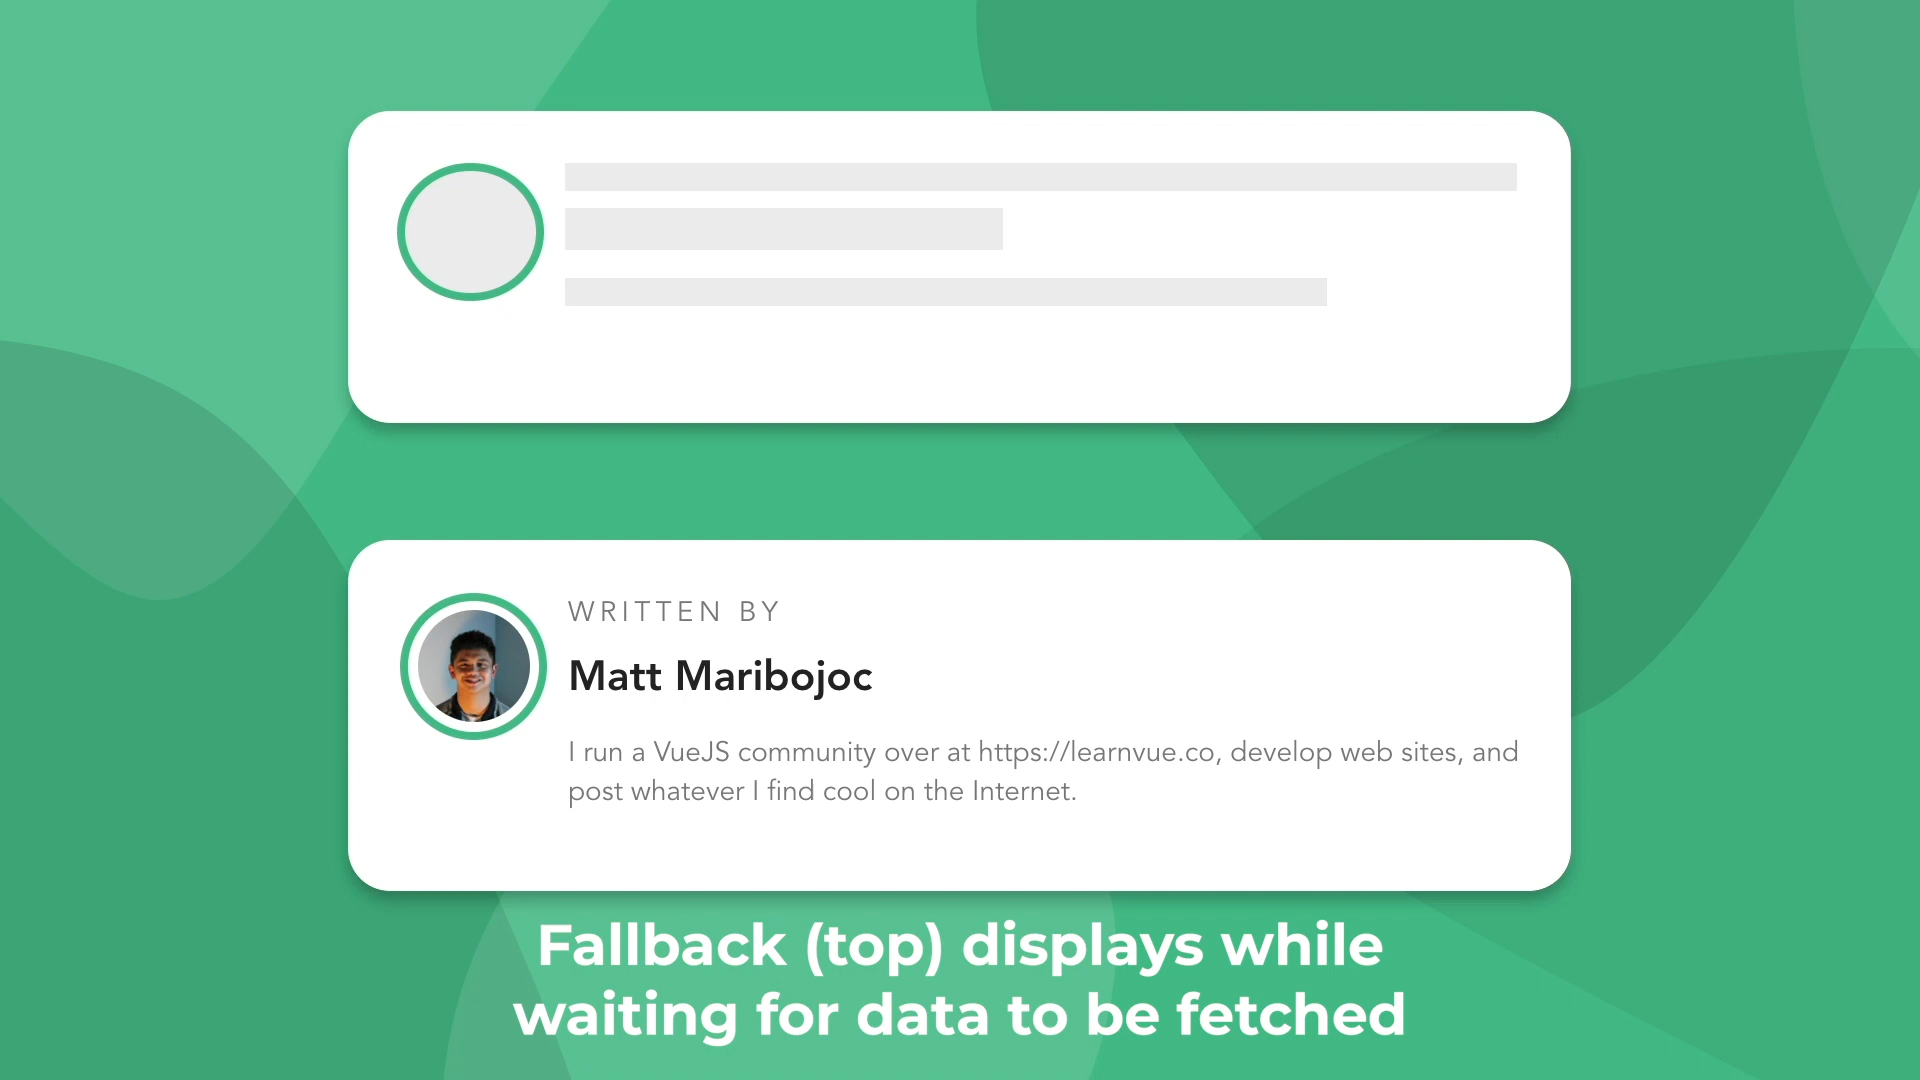 WRITTEN BY
Matt Maribojoc
I run a VueJS community over at https://learnvue.co, develop web sites, and
post whatever I find cool on the Internet.
Fallback (top) displays while
waiting for data to be fetched